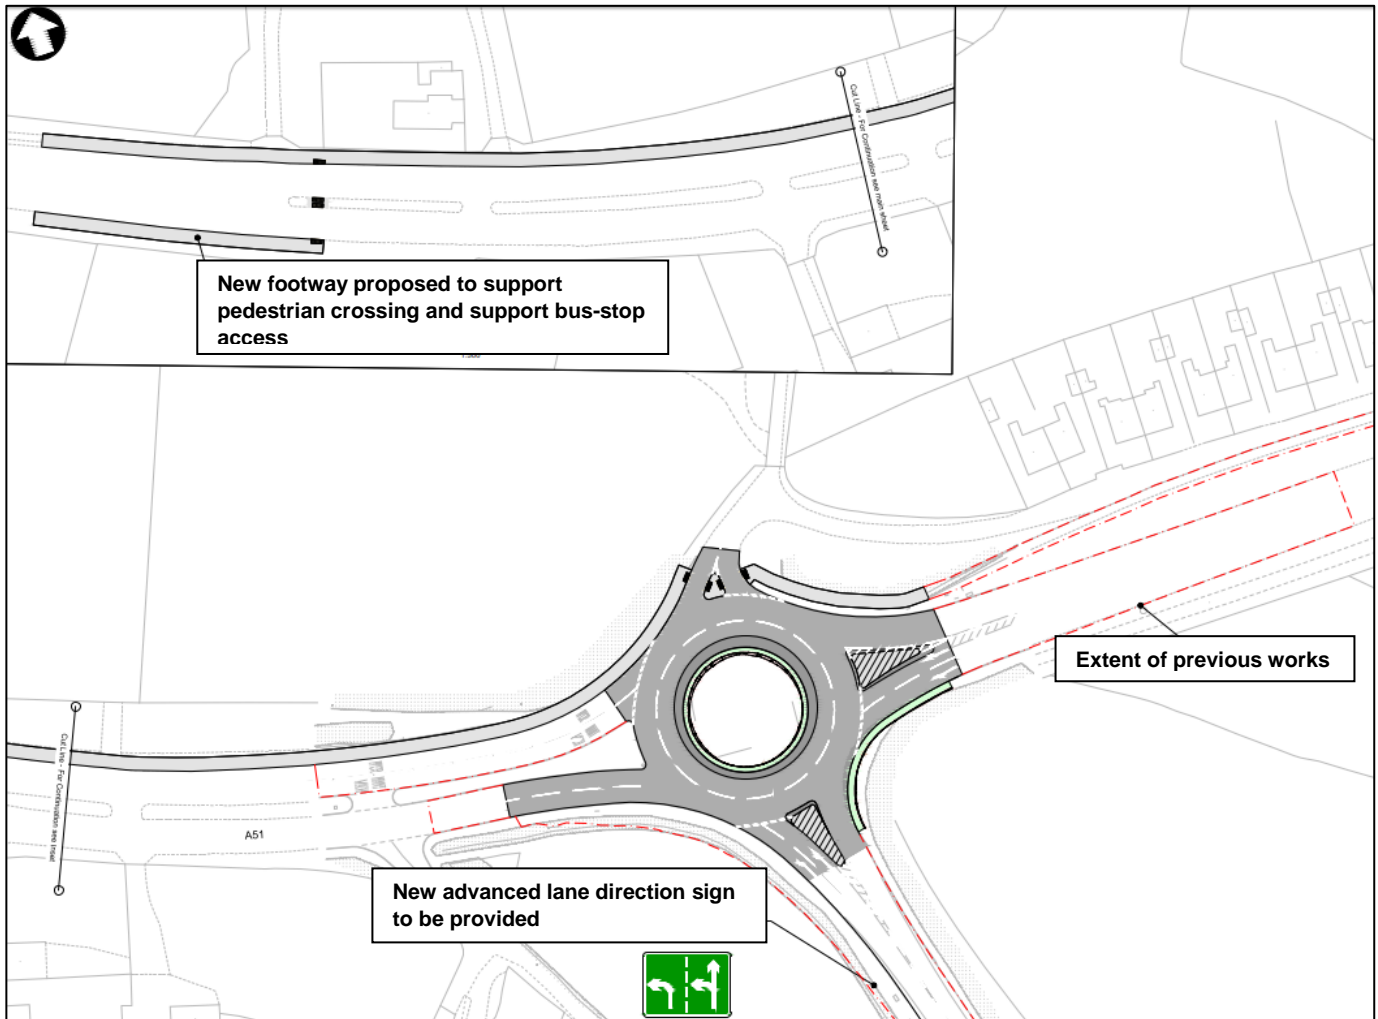 Cut Line - For Continuation see main sheet
New footway proposed to support
pedestrian crossing and support bus-stop
access
Extent of previous works
Cut Line - For Continuation see inset
A51
New advanced lane direction sign
to be provided